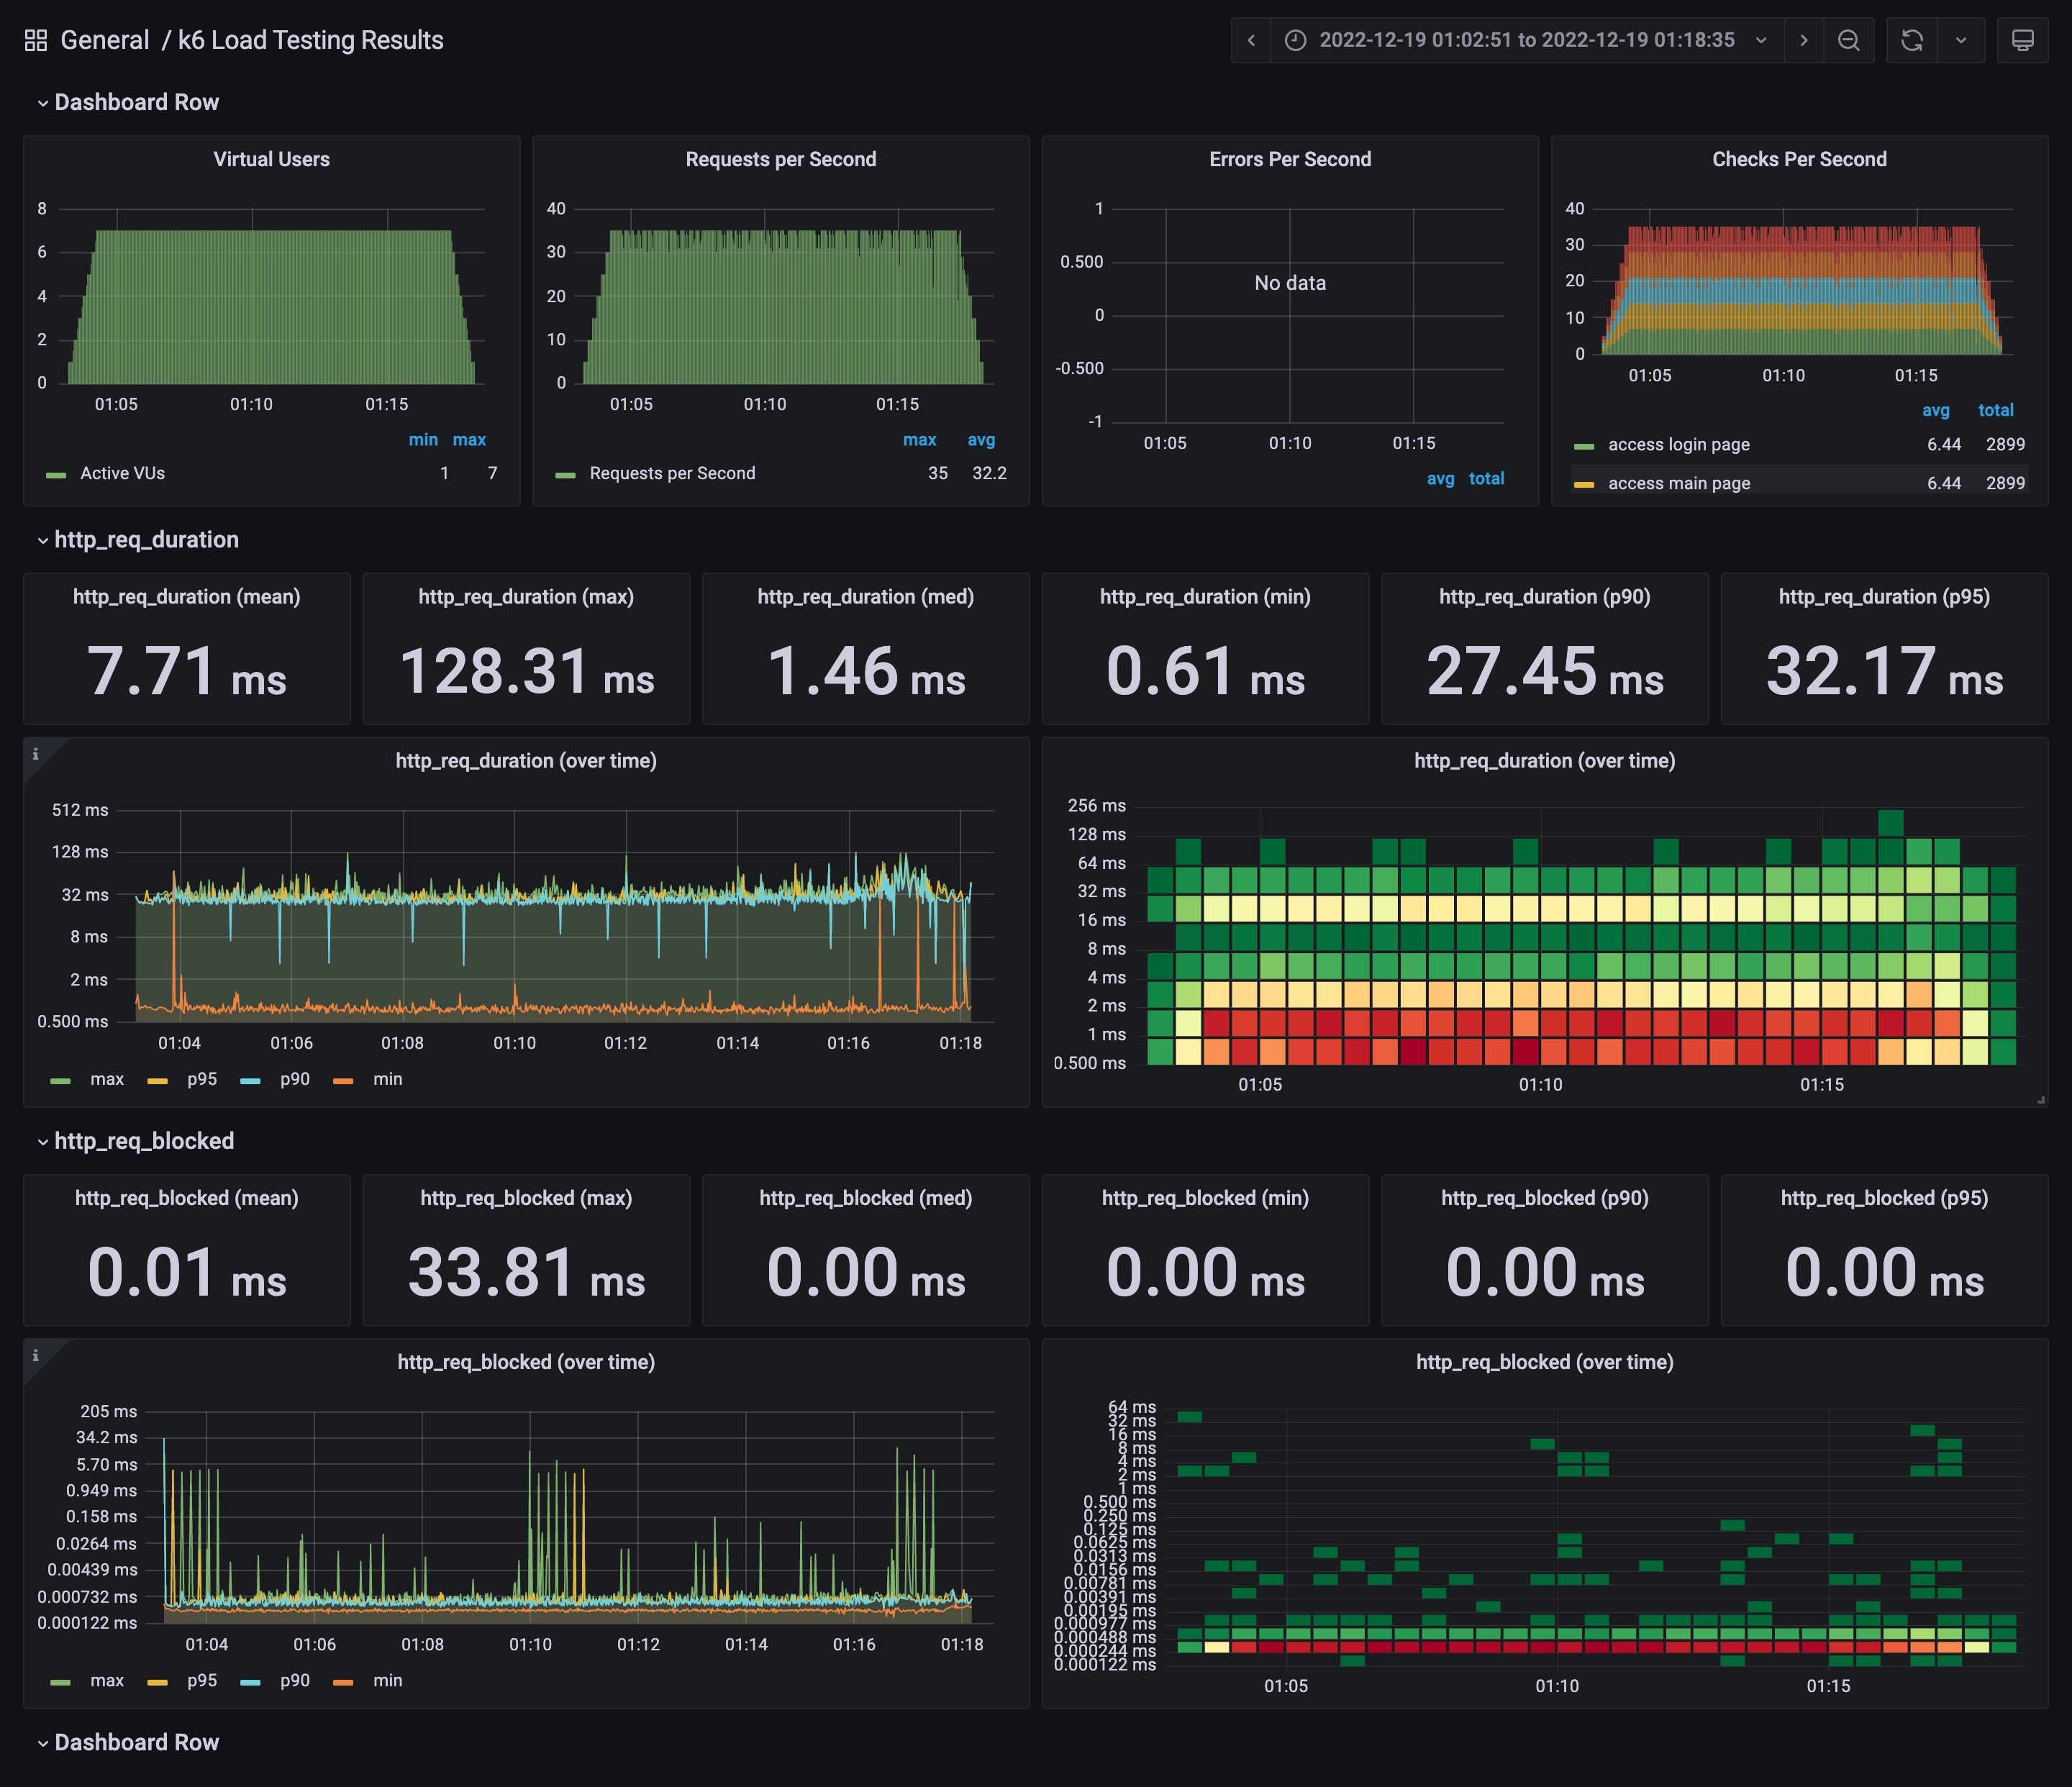 General / k6 Load Testing Results
2022-12-19 01:02:51 to 2022-12-19 01:18:35
Dashboard Row
Virtual Users
8
6
4
2
0
01:05 01:10 01:15
min max
Active VUs 1 7
Requests per Second
40
30
20
10
0
01:05 01:10 01:15
max avg
Requests per Second 35 32.2
Errors Per Second
1
0.500
0
-0.500
-1
No data
01:05 01:10 01:15
avg total
Checks Per Second
40
30
20
10
0
01:05 01:10 01:15
avg total
access login page 6.44 2899
access main page 6.44 2899
http_req_duration
http_req_duration (mean)
7.71 ms
http_req_duration (max)
128.31 ms
http_req_duration (med)
1.46 ms
http_req_duration (min)
0.61 ms
http_req_duration (p90)
27.45 ms
http_req_duration (p95)
32.17 ms
i
http_req_duration (over time)
512 ms
128 ms
32 ms
8 ms
2 ms
0.500 ms
01:04 01:06 01:08 01:10 01:12 01:14 01:16 01:18
max p95 p90 min
http_req_duration (over time)
256 ms
128 ms
64 ms
32 ms
16 ms
8 ms
4 ms
2 ms
1 ms
0.500 ms
01:05 01:10 01:15
http_req_blocked
http_req_blocked (mean)
0.01 ms
http_req_blocked (max)
33.81 ms
http_req_blocked (med)
0.00 ms
http_req_blocked (min)
0.00 ms
http_req_blocked (p90)
0.00 ms
http_req_blocked (p95)
0.00 ms
i
http_req_blocked (over time)
205 ms
34.2 ms
5.70 ms
0.949 ms
0.158 ms
0.0264 ms
0.00439 ms
0.000732 ms
0.000122 ms
01:04 01:06 01:08 01:10 01:12 01:14 01:16 01:18
max p95 p90 min
http_req_blocked (over time)
64 ms
32 ms
16 ms
8 ms
4 ms
2 ms
1 ms
0.500 ms
0.250 ms
0.125 ms
0.0625 ms
0.0313 ms
0.0156 ms
0.00781 ms
0.00391 ms
0.00195 ms
0.000977 ms
0.000488 ms
0.000244 ms
0.000122 ms
01:05 01:10 01:15
Dashboard Row